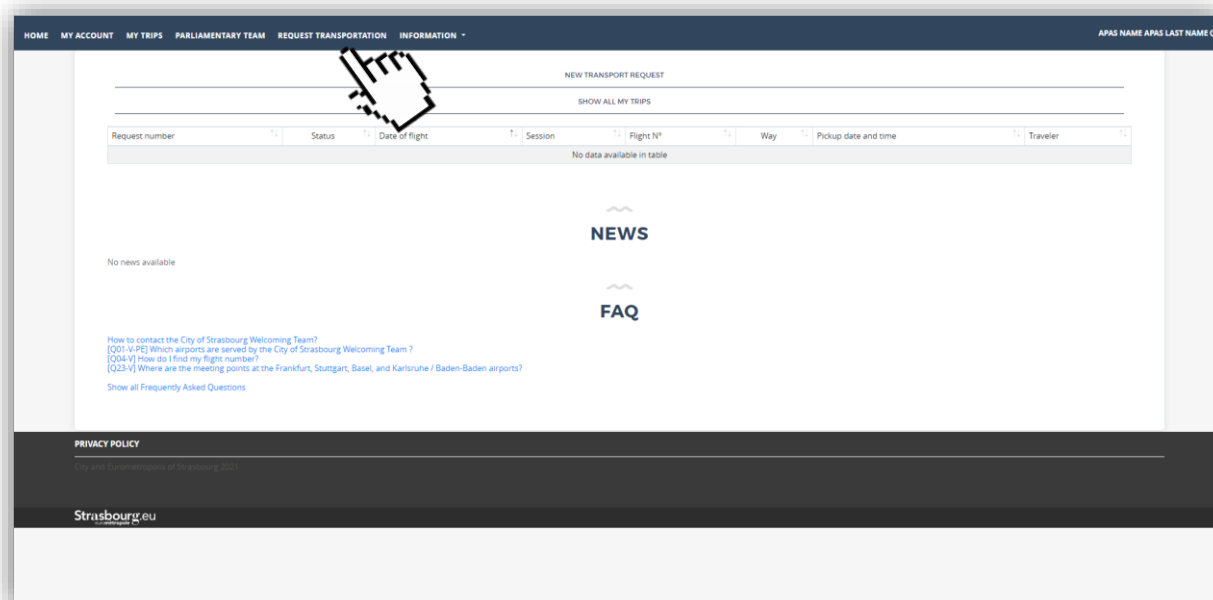 HOME MY ACCOUNT MY TRIPS PARLIAMENTARY TEAM REQUEST TRANSPORTATION INFORMATION APAS NAME APAS LAST NAME
NEW TRANSPORT REQUEST
SHOW ALL MY TRIPS
Request number Status Date of flight Session Flight N° Way Pickup date and time Traveler
No data available in table
NEWS
No news available
FAQ
How to contact the City of Strasbourg Welcoming Team?
[Q01-V-PE] Which airports are served by the City of Strasbourg Welcoming Team ?
[Q04-V] How do I find my flight number?
[Q23-V] Where are the meeting points at the Frankfurt, Stuttgart, Basel, and Karlsruhe / Baden-Baden airports?
Show all Frequently Asked Questions
PRIVACY POLICY
City and Eurometropolis of Strasbourg 2021
Strasbourg.eu
eurométropole